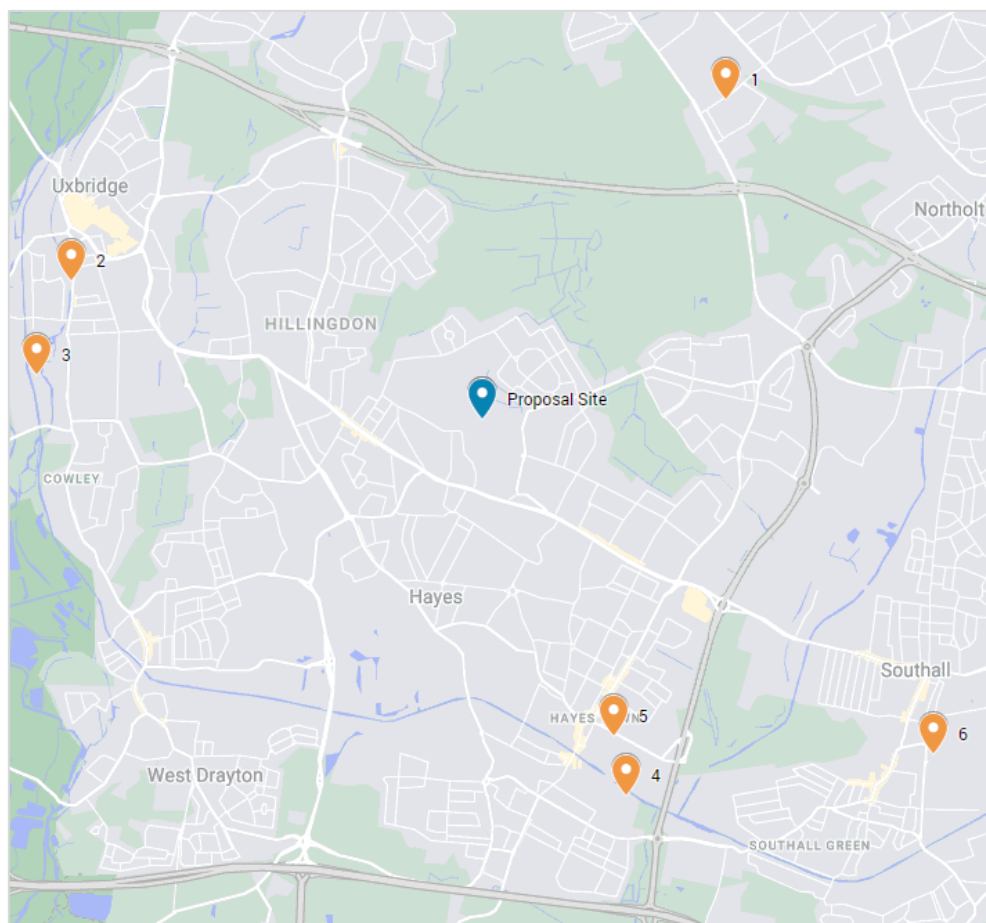 1
Uxbridge
Northolt
2
HILLINGDON
3
Proposal Site
COWLEY
Hayes
Southall
HAYES
WN
5
6
West Drayton
4
SOUTHALL GREEN